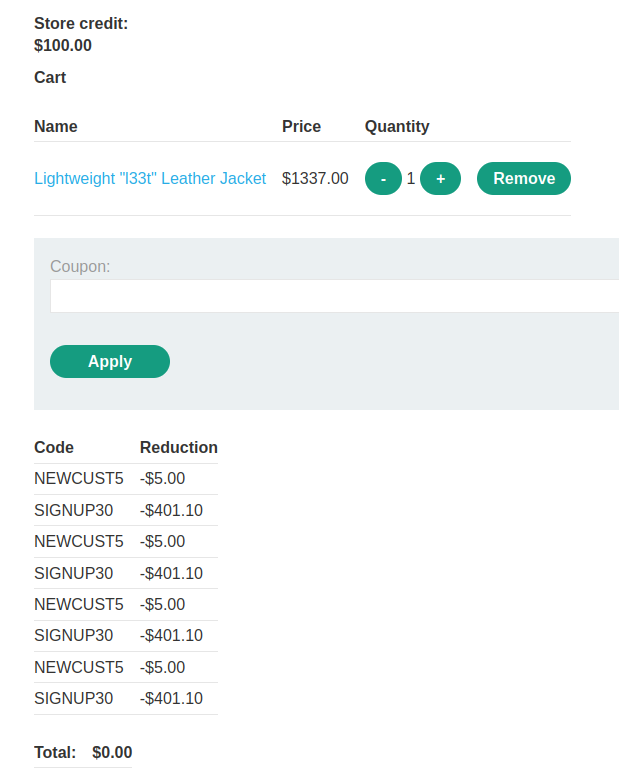 Store credit:
$100.00
Cart
Name Price Quantity
Lightweight "l33t" Leather Jacket $1337.00 - 1 + Remove
Coupon:
Apply
Code Reduction
NEWCUST5 -$5.00
SIGNUP30 -$401.10
NEWCUST5 -$5.00
SIGNUP30 -$401.10
NEWCUST5 -$5.00
SIGNUP30 -$401.10
NEWCUST5 -$5.00
SIGNUP30 -$401.10
Total: $0.00